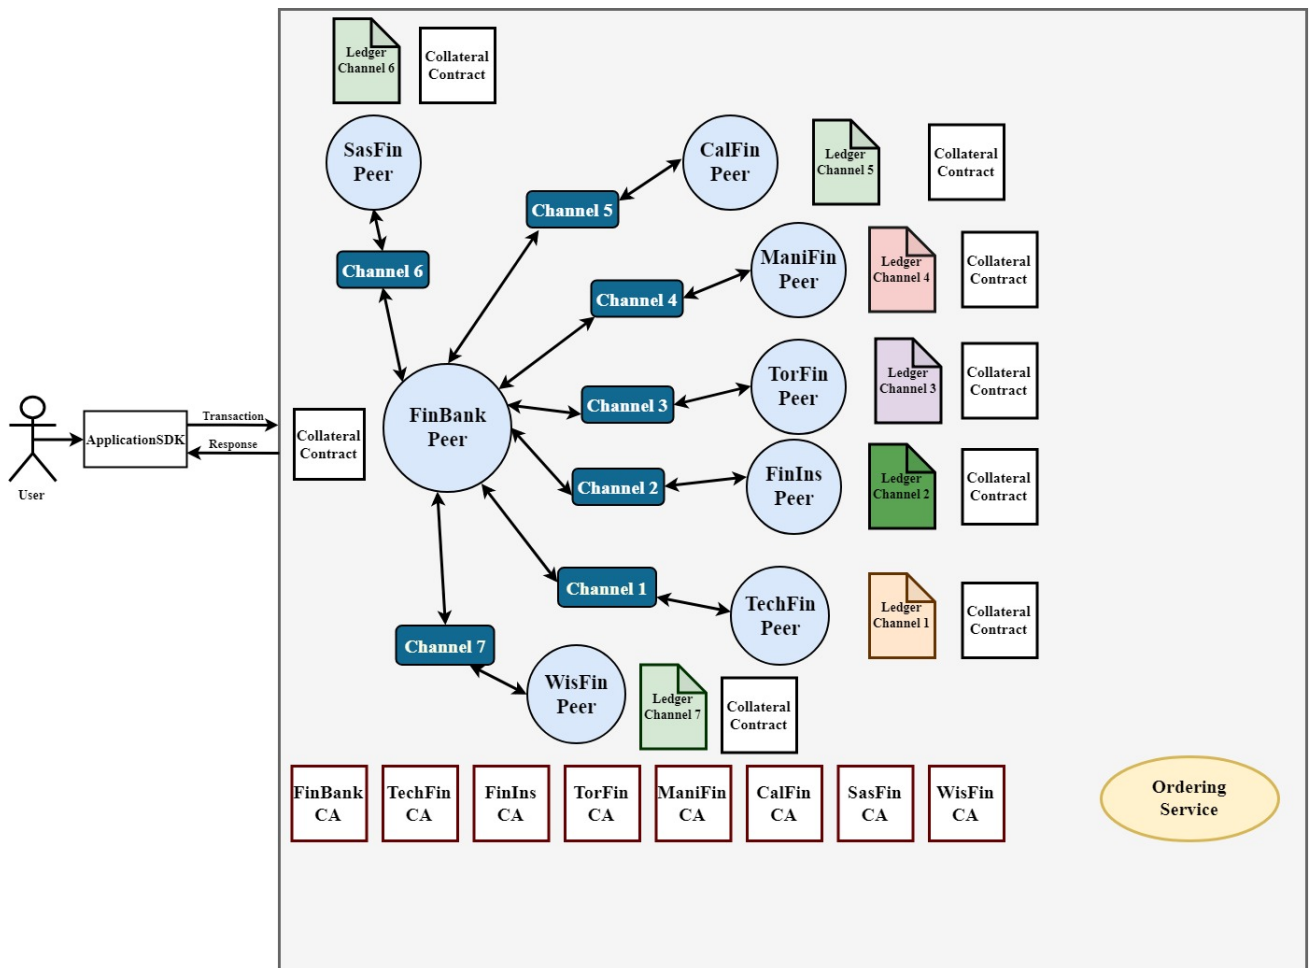 Ledger
Channel 6
Collateral
Contract
SasFin
Peer
CalFin
Peer
Ledger
Channel 5
Collateral
Contract
Channel 5
Channel 6
ManiFin
Peer
Ledger
Channel 4
Collateral
Contract
Channel 4
TorFin
Peer
Ledger
Channel 3
Collateral
Contract
Channel 3
FinBank
Peer
User
ApplicationSDK
Transaction
Response
Collateral
Contract
Channel 2
FinIns
Peer
Ledger
Channel 2
Collateral
Contract
Channel 1
TechFin
Peer
Ledger
Channel 1
Collateral
Contract
Channel 7
WisFin
Peer
Ledger
Channel 7
Collateral
Contract
FinBank
CA
TechFin
CA
FinIns
CA
TorFin
CA
ManiFin
CA
CalFin
CA
SasFin
CA
WisFin
CA
Ordering
Service